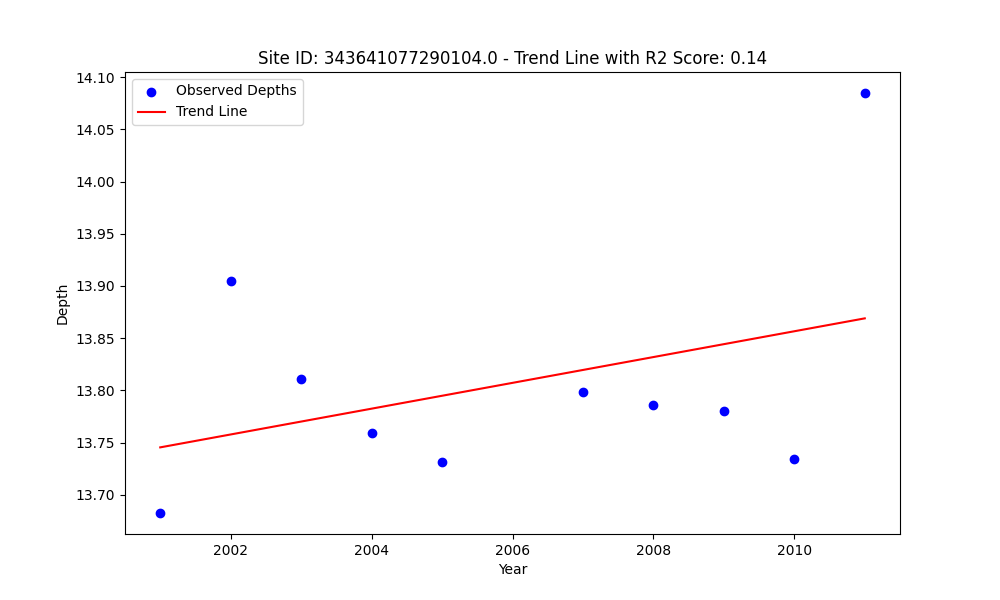 Site ID: 343641077290104.0 - Trend Line with R2 Score: 0.14
Observed Depths
Trend Line
14.10
14.05
14.00
13.95
13.90
13.85
13.80
13.75
13.70
Depth
2002
2004
2006
2008
2010
Year